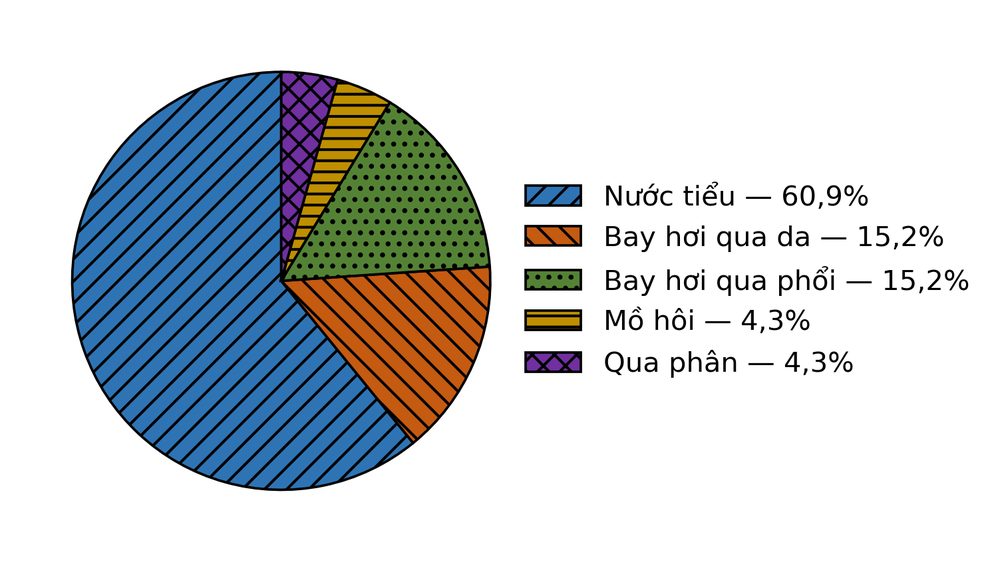 Nước tiểu — 60,9%
Bay hơi qua da — 15,2%
Bay hơi qua phổi — 15,2%
Mồ hôi — 4,3%
Qua phân — 4,3%